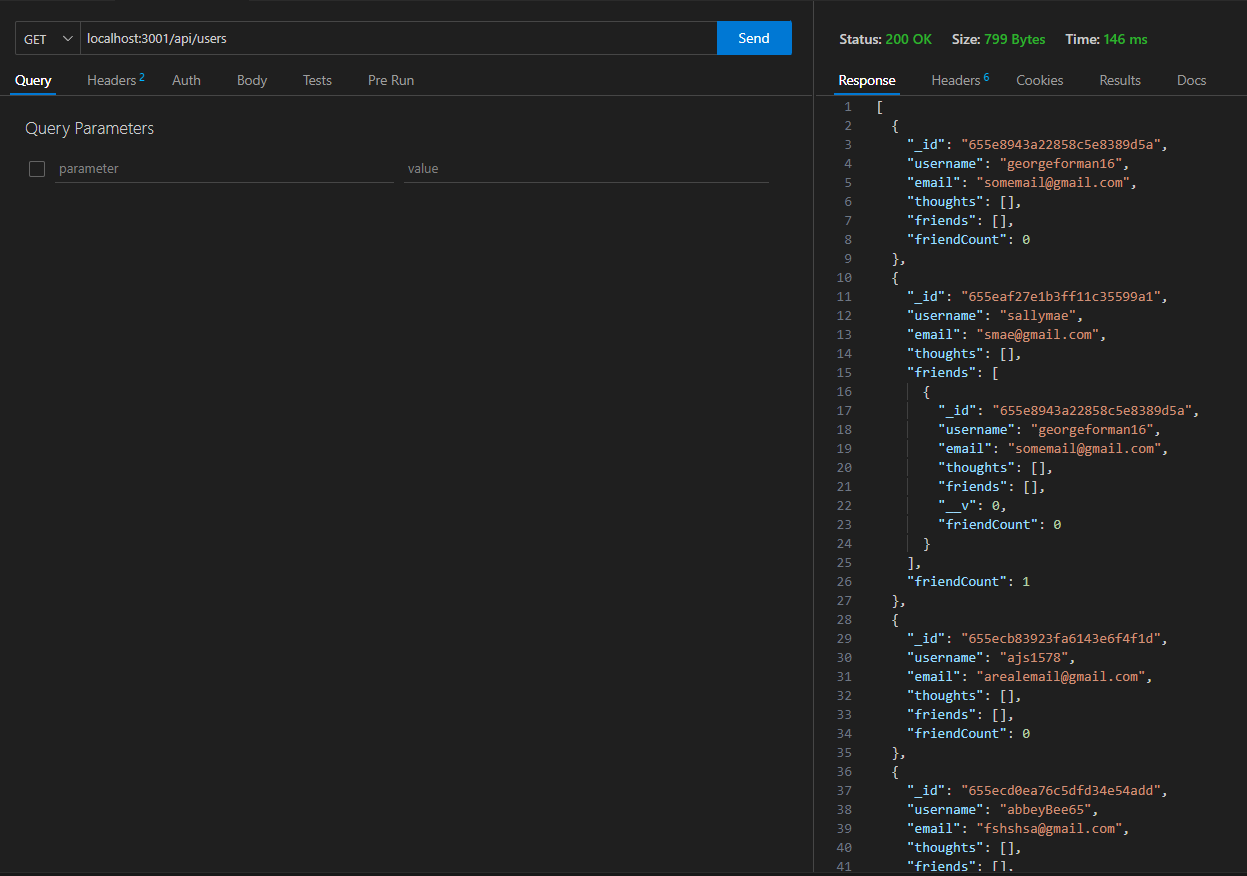 GET localhost:3001/api/users Send
Query Headers 2 Auth Body Tests Pre Run
Query Parameters
parameter value
Status: 200 OK Size: 799 Bytes Time: 146 ms
Response Headers 6 Cookies Results Docs
1 [
2 {
3 "_id": "655e8943a22858c5e8389d5a",
4 "username": "georgeforman16",
5 "email": "somemail@gmail.com",
6 "thoughts": [],
7 "friends": [],
8 "friendCount": 0
9 },
10 {
11 "_id": "655eaf27e1b3ff11c35599a1",
12 "username": "sallymae",
13 "email": "smae@gmail.com",
14 "thoughts": [],
15 "friends": [
16 {
17 "_id": "655e8943a22858c5e8389d5a",
18 "username": "georgeforman16",
19 "email": "somemail@gmail.com",
20 "thoughts": [],
21 "friends": [],
22 "__v": 0,
23 "friendCount": 0
24 }
25 ],
26 "friendCount": 1
27 },
28 {
29 "_id": "655ecb83923fa6143e6f4f1d",
30 "username": "ajs1578",
31 "email": "arealemail@gmail.com",
32 "thoughts": [],
33 "friends": [],
34 "friendCount": 0
35 },
36 {
37 "_id": "655ecd0ea76c5dfd34e54add",
38 "username": "abbeyBee65",
39 "email": "fshshsa@gmail.com",
40 "thoughts": [],
41 "friends": [],